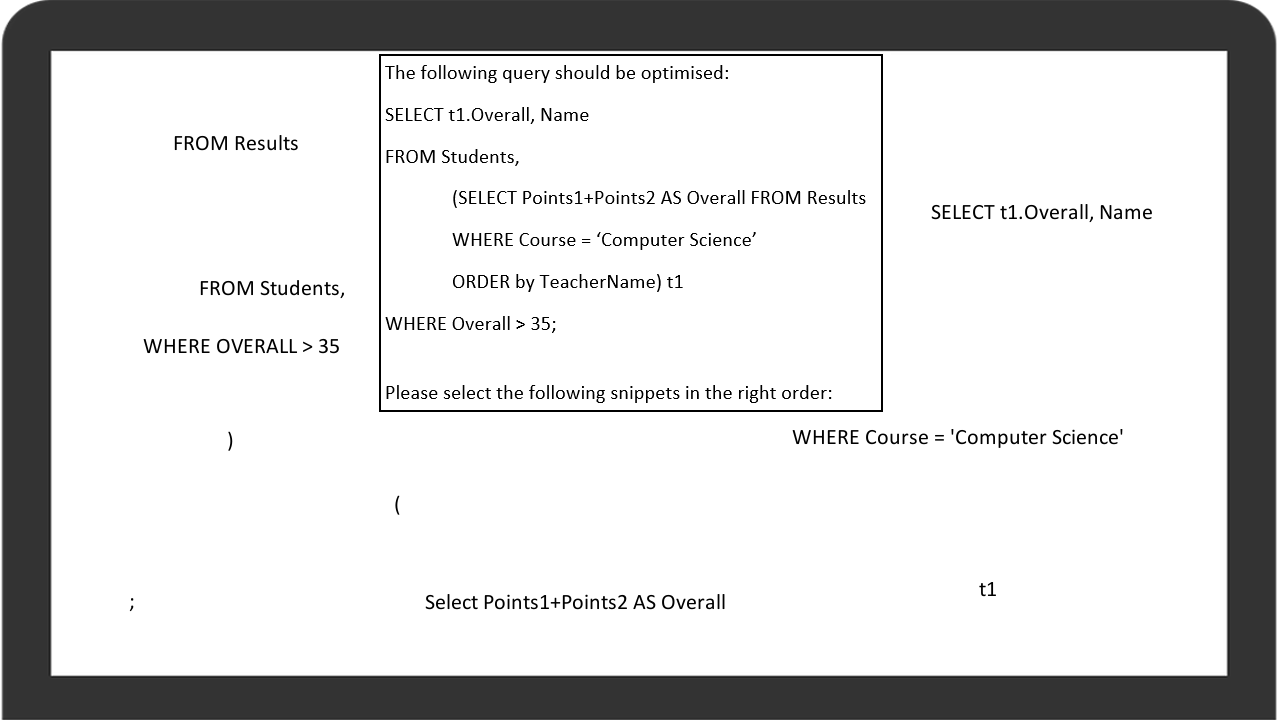 The following query should be optimised:
SELECT t1.Overall, Name
FROM Students,
(SELECT Points1+Points2 AS Overall FROM Results
WHERE Course = ‘Computer Science’
ORDER by TeacherName) t1
WHERE Overall > 35;
Please select the following snippets in the right order:
FROM Results
SELECT t1.Overall, Name
FROM Students,
WHERE OVERALL > 35
)
WHERE Course = 'Computer Science'
(
;
Select Points1+Points2 AS Overall
t1